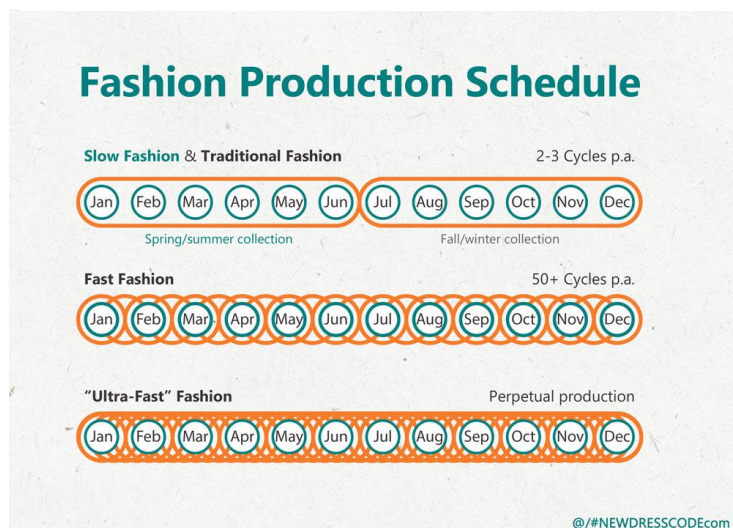 Fashion Production Schedule
Slow Fashion & Traditional Fashion 2-3 Cycles p.a.
Jan Feb Mar Apr May Jun Jul Aug Sep Oct Nov Dec
Spring/summer collection Fall/winter collection
Fast Fashion 50+ Cycles p.a.
Jan Feb Mar Apr May Jun Jul Aug Sep Oct Nov Dec
“Ultra-Fast” Fashion Perpetual production
Jan Feb Mar Apr May Jun Jul Aug Sep Oct Nov Dec
@/#NEWDRESSCODEcom